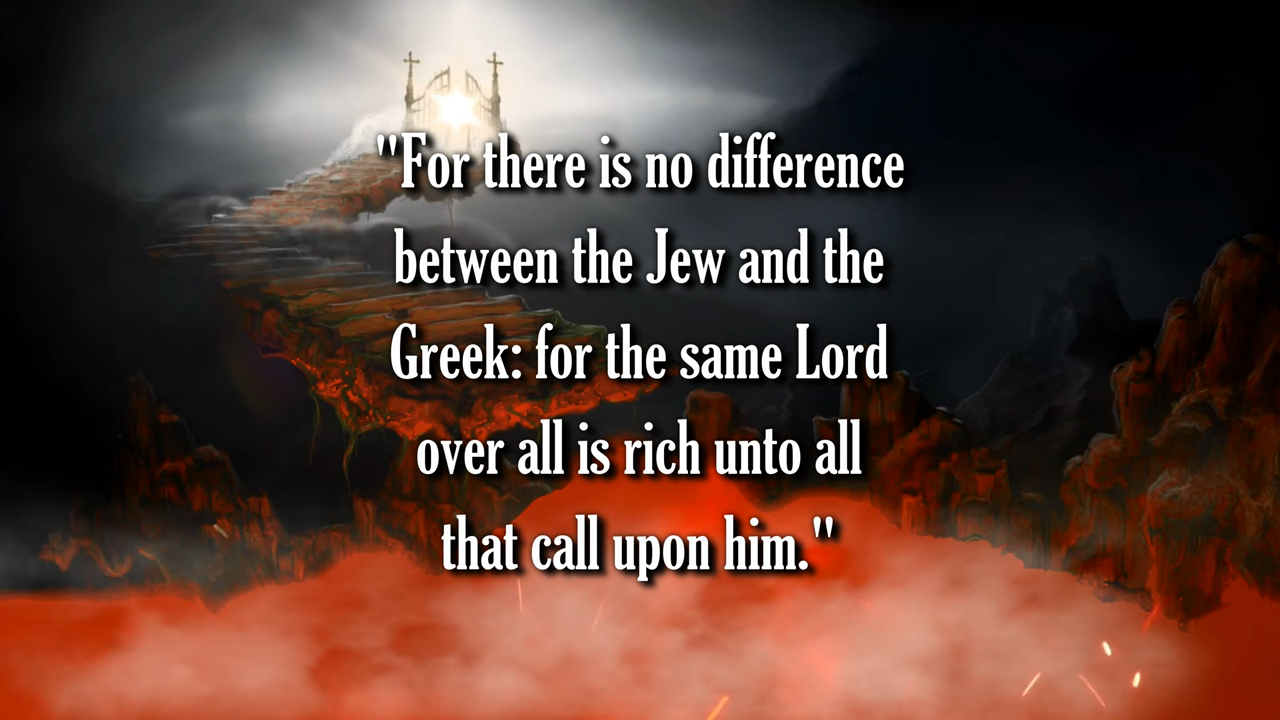 "For there is no difference
between the Jew and the
Greek: for the same Lord
over all is rich unto all
that call upon him."